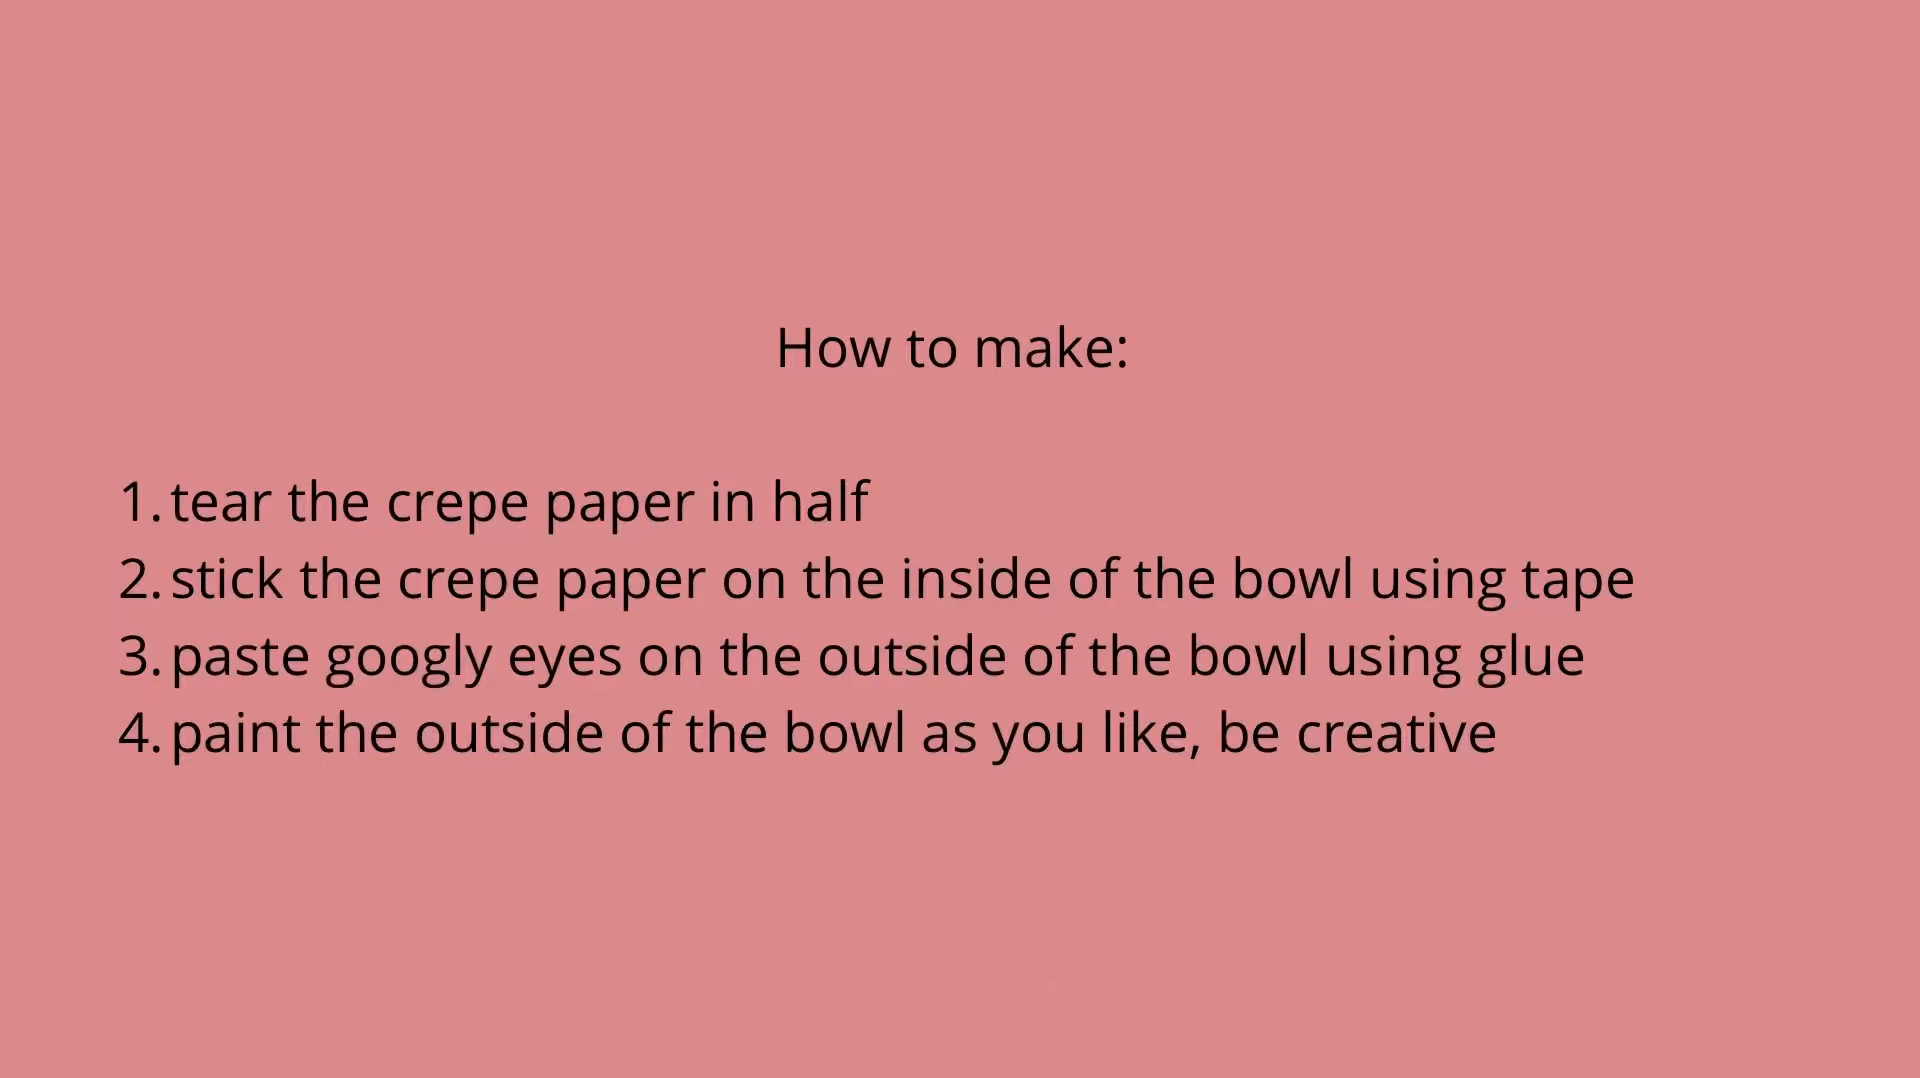 How to make:
1. tear the crepe paper in half
2. stick the crepe paper on the inside of the bowl using tape
3. paste googly eyes on the outside of the bowl using glue
4. paint the outside of the bowl as you like, be creative